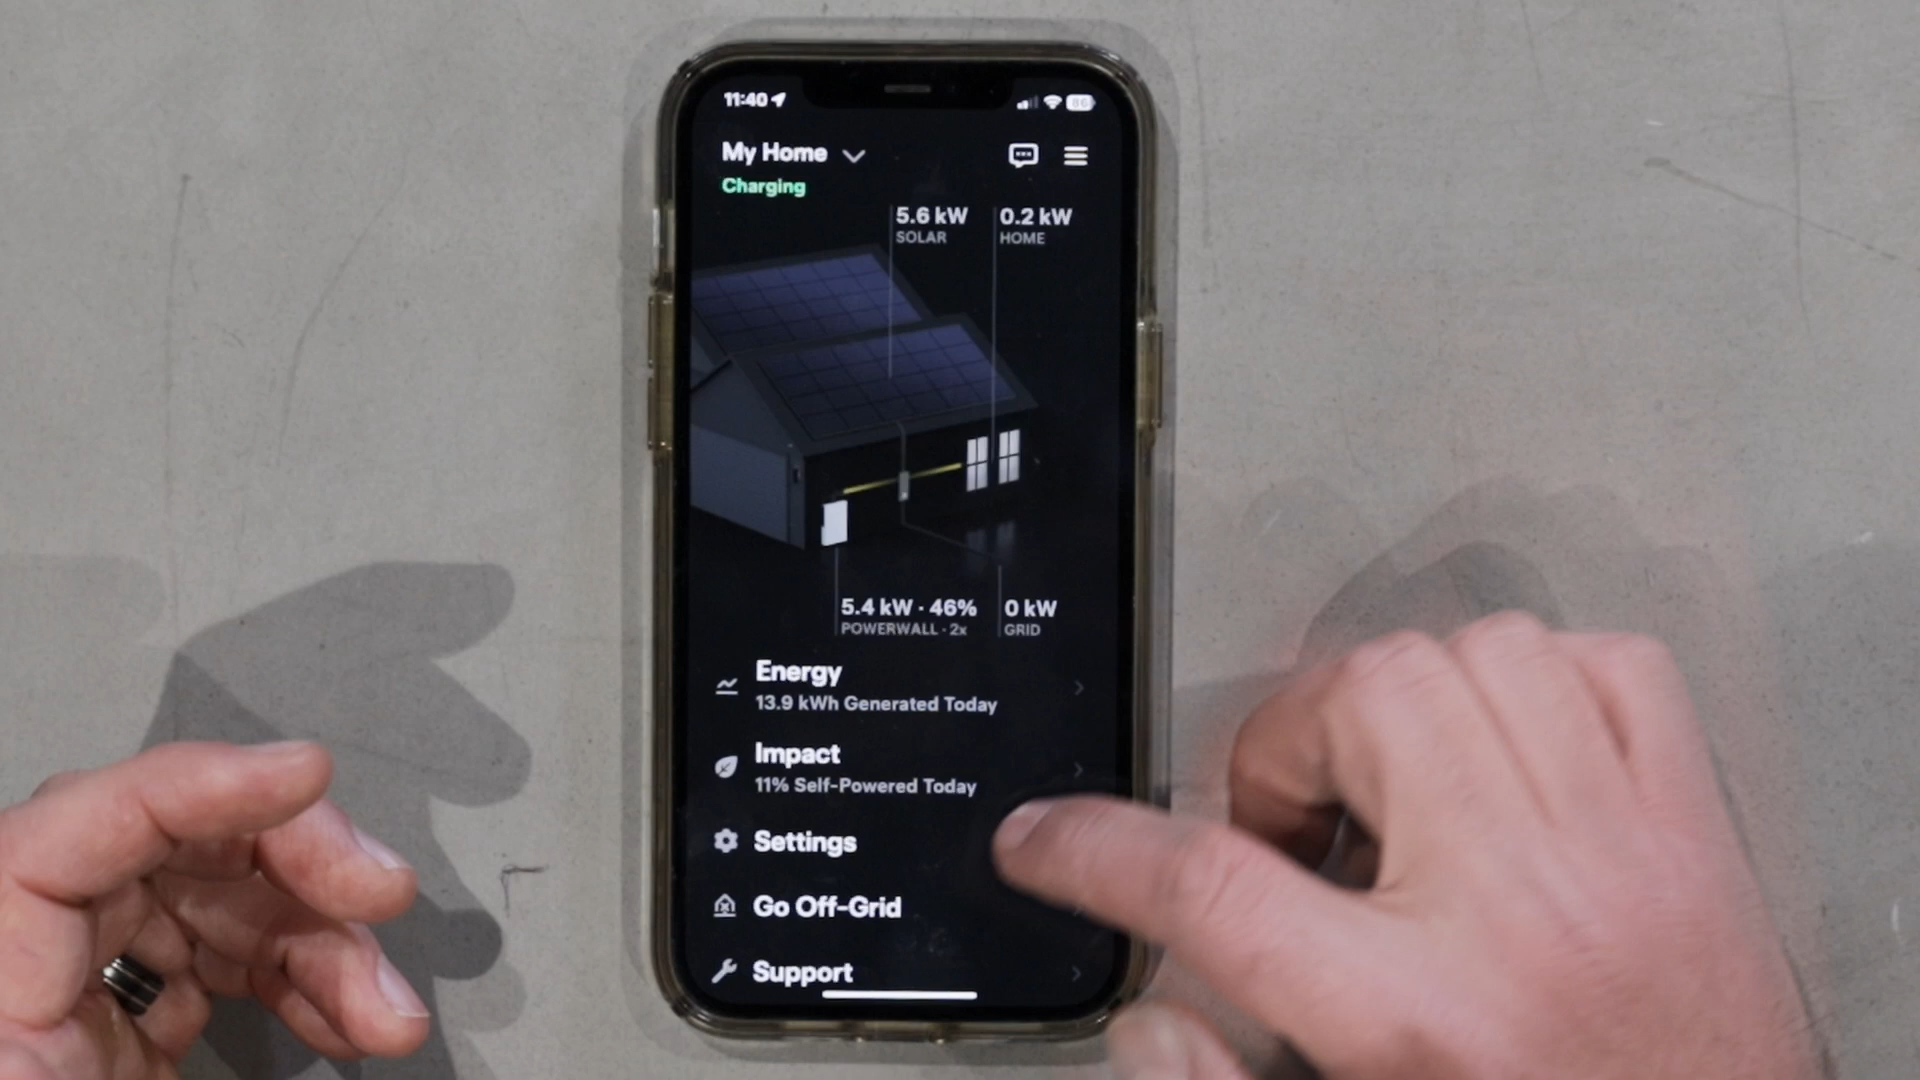 11:40
86
My Home
Charging
5.6 kW
SOLAR
0.2 kW
HOME
5.4 kW · 46%
POWERWALL · 2x
0 kW
GRID
Energy
13.9 kWh Generated Today
Impact
11% Self-Powered Today
Settings
Go Off-Grid
Support